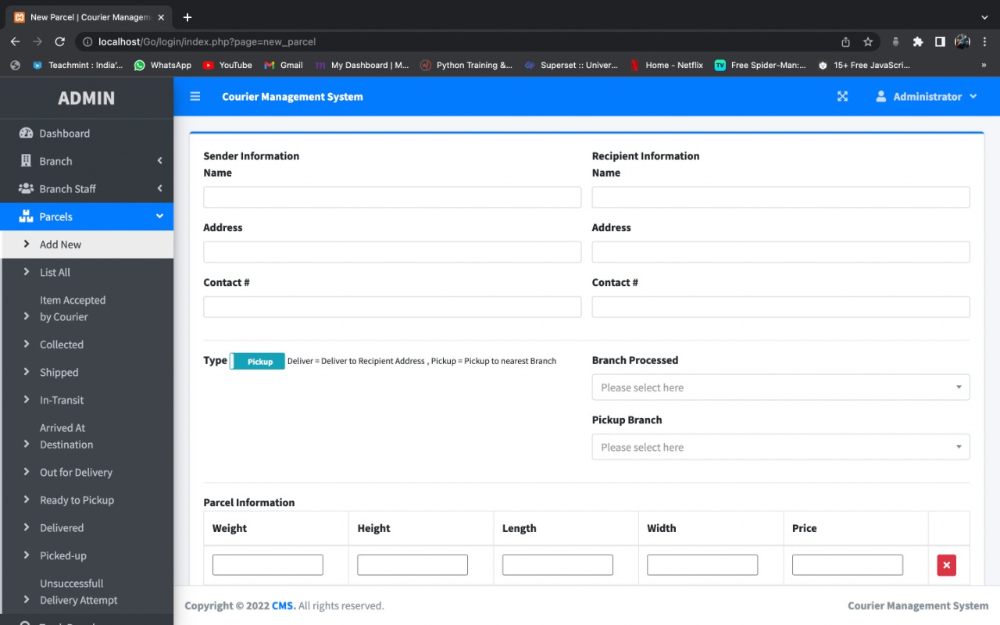 New Parcel | Courier Managem
localhost/Go/login/index.php?page=new_parcel
Teachmint : India'... WhatsApp YouTube Gmail My Dashboard | M... Python Training &... Superset :: Univer... Home - Netflix Free Spider-Man:... 15+ Free JavaScri... »
ADMIN
Courier Management System
Administrator
Dashboard
Branch
Branch Staff
Parcels
Add New
List All
Item Accepted
by Courier
Collected
Shipped
In-Transit
Arrived At
Destination
Out for Delivery
Ready to Pickup
Delivered
Picked-up
Unsuccessfull
Delivery Attempt
Sender Information
Name
Address
Contact #
Recipient Information
Name
Address
Contact #
Type Pickup Deliver = Deliver to Recipient Address , Pickup = Pickup to nearest Branch
Branch Processed
Please select here
Pickup Branch
Please select here
Parcel Information
Weight Height Length Width Price
Copyright © 2022 CMS. All rights reserved.
Courier Management System